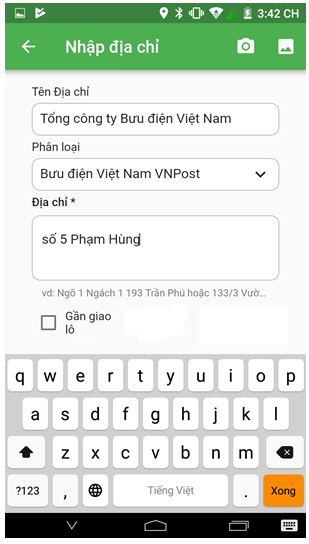 3:42 CH
Nhập địa chỉ
Tên Địa chỉ
Tổng công ty Bưu điện Việt Nam
Phân loại
Bưu điện Việt Nam VNPost
Địa chỉ *
số 5 Phạm Hùng
vd: Ngõ 1 Ngách 1 193 Trần Phú hoặc 133/3 Vườ...
Gần giao
lộ
q w e r t y u i o p
a s d f g h j k l
z x c v b n m
?123 , Tiếng Việt . Xong